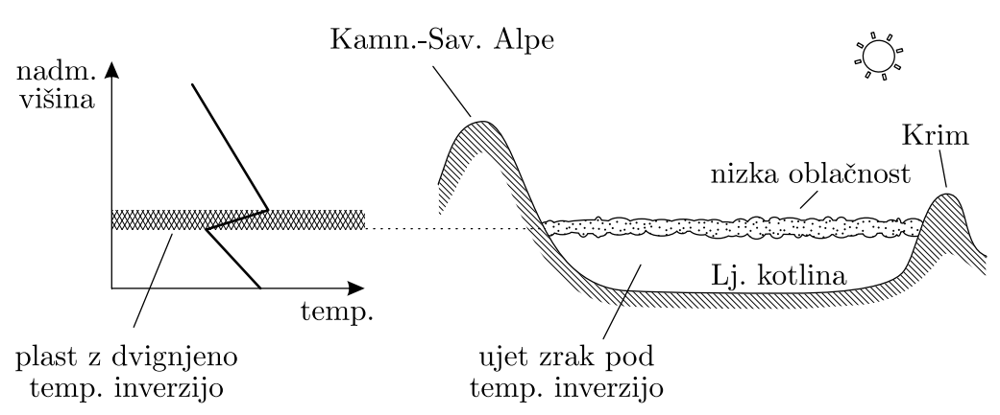 Kamn.-Sav. Alpe
nadm.
višina
Krim
nizka oblačnost
Lj. kotlina
temp.
plast z dvignjeno
temp. inverzijo
ujet zrak pod
temp. inverzijo